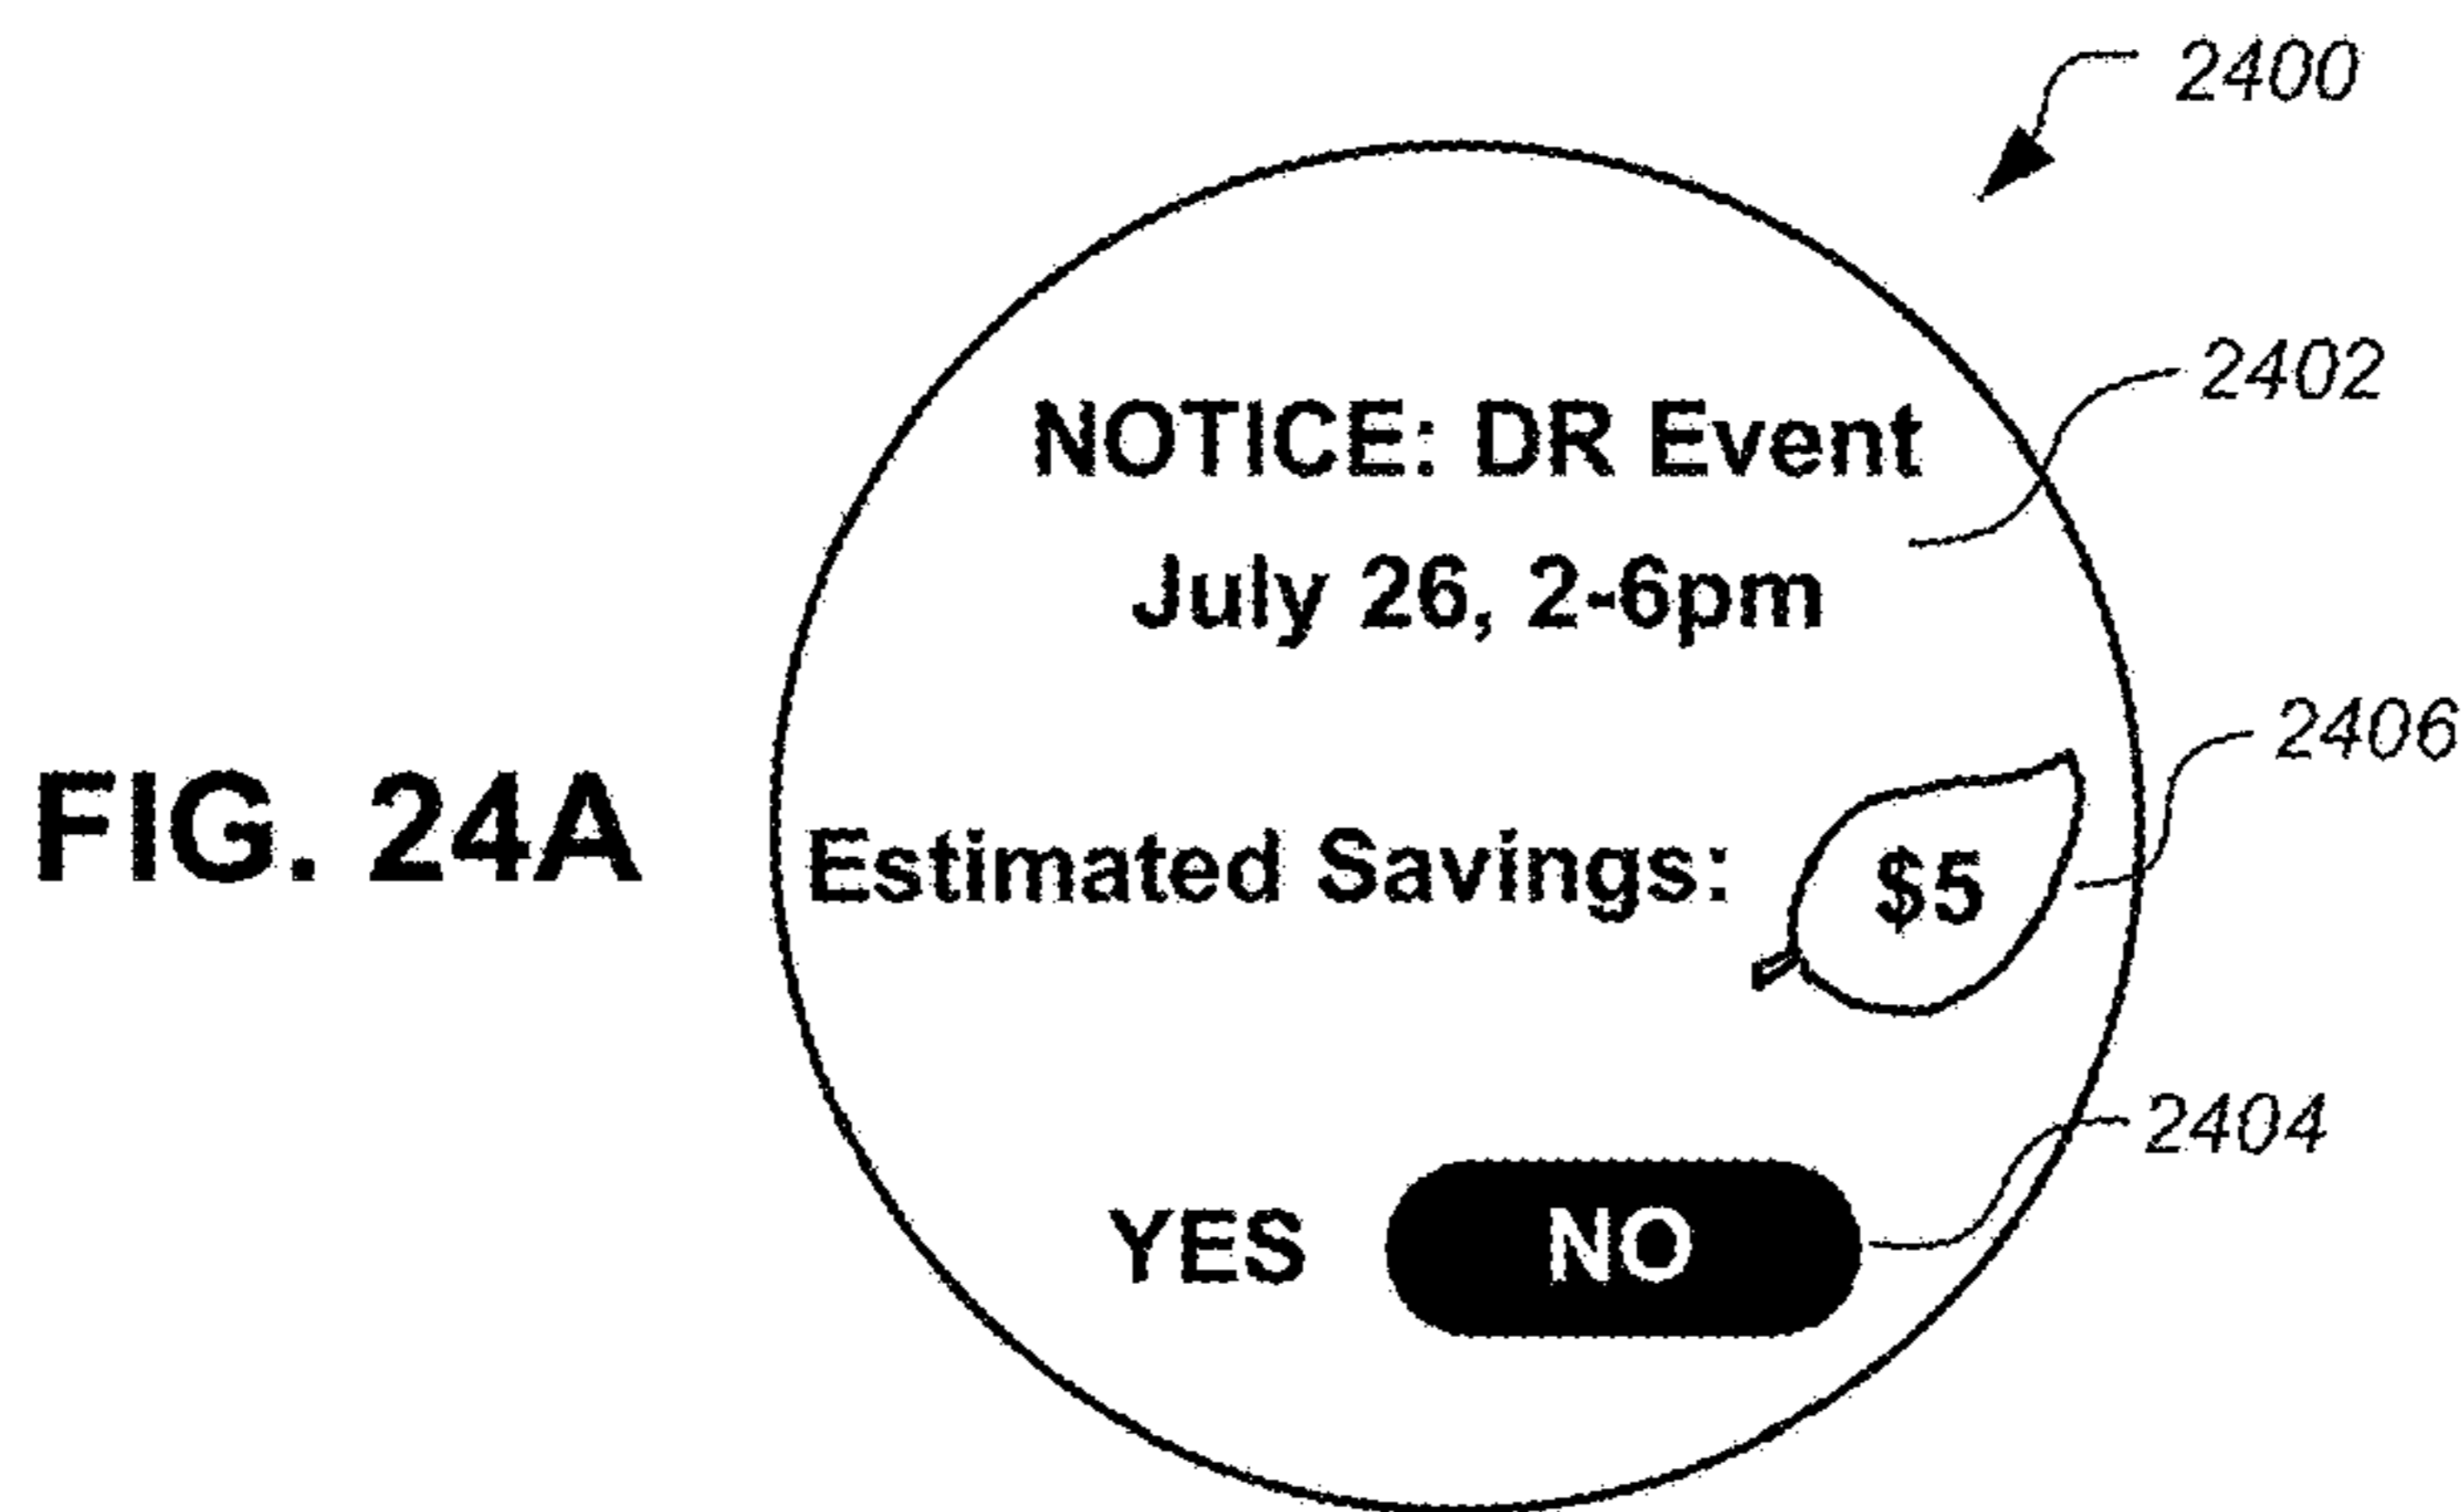 2400
2402
NOTICE: DR Event
July 26, 2-6pm
2406
FIG. 24A
Estimated Savings: $5
2404
YES NO